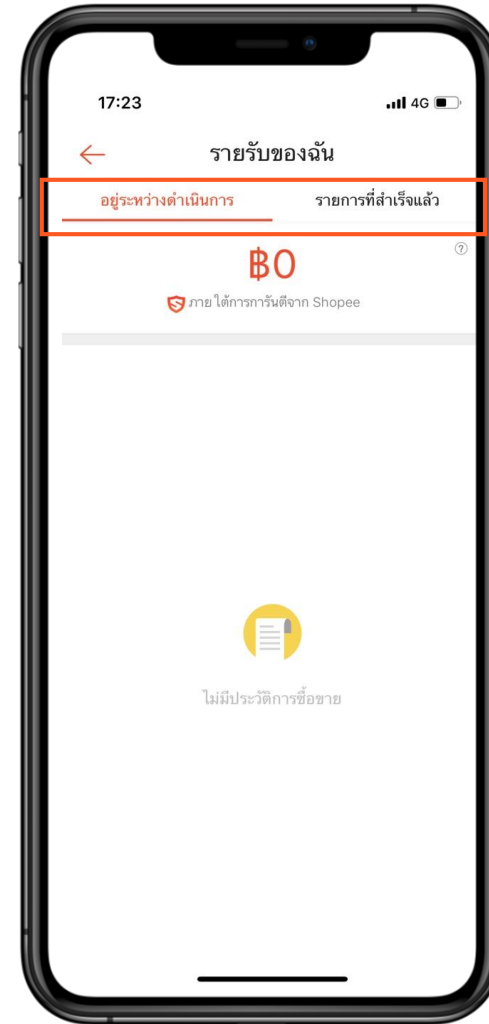 17:23
4G
รายรับของฉัน
อยู่ระหว่างดำเนินการ
รายการที่สำเร็จแล้ว
฿0
?
ภายใต้การการันตีจาก Shopee
ไม่มีประวัติการซื้อขาย